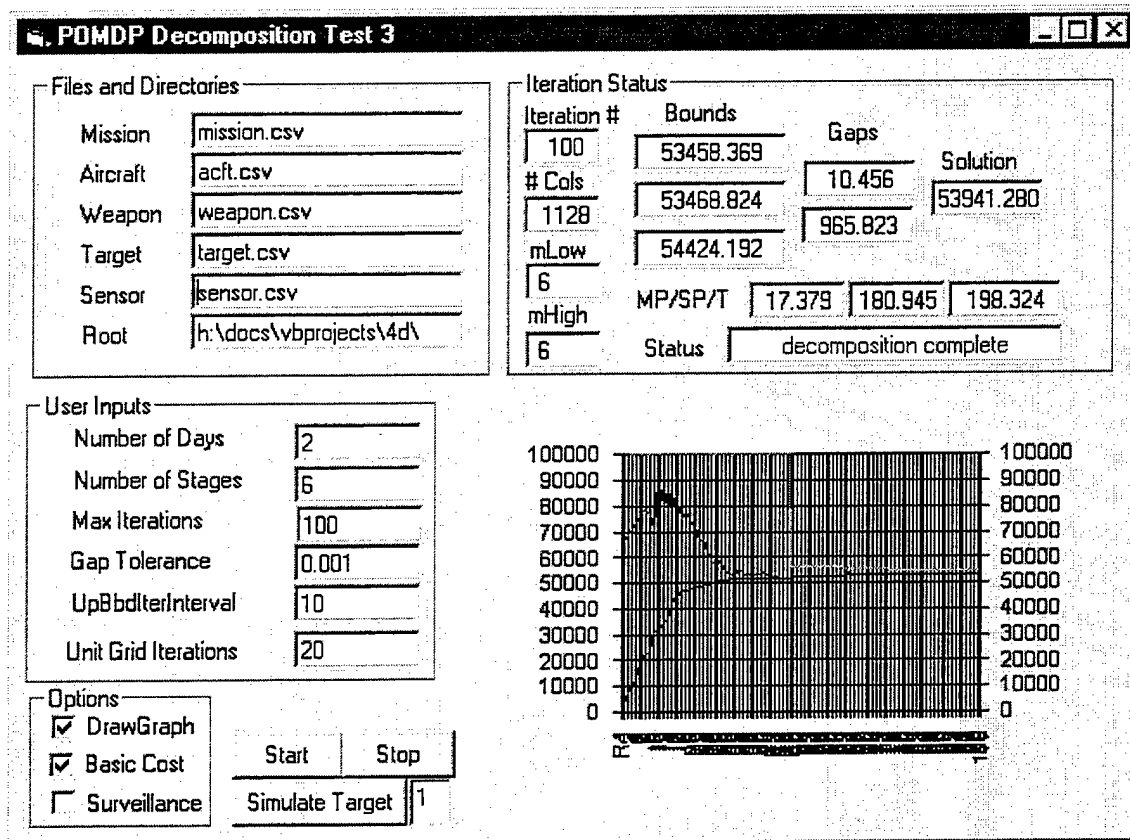 POMDP Decomposition Test 3
Files and Directories
Mission mission.csv
Aircraft acft.csv
Weapon weapon.csv
Target target.csv
Sensor sensor.csv
Root h:\docs\vbprojects\4d\
Iteration Status
Iteration # Bounds Gaps Solution
100 53458.369 10.456 53941.280
# Cols
1128 53468.824 965.823
mLow 54424.192
6
mHigh
6
MP/SP/T 17.379 180.945 198.324
Status decomposition complete
User Inputs
Number of Days 2
Number of Stages 6
Max Iterations 100
Gap Tolerance 0.001
UpBbdIterInterval 10
Unit Grid Iterations 20
Options
DrawGraph
Basic Cost
Surveillance
Start Stop
Simulate Target 1
100000 100000
90000 90000
80000 80000
70000 70000
60000 60000
50000 50000
40000 40000
30000 30000
20000 20000
10000 10000
0 0